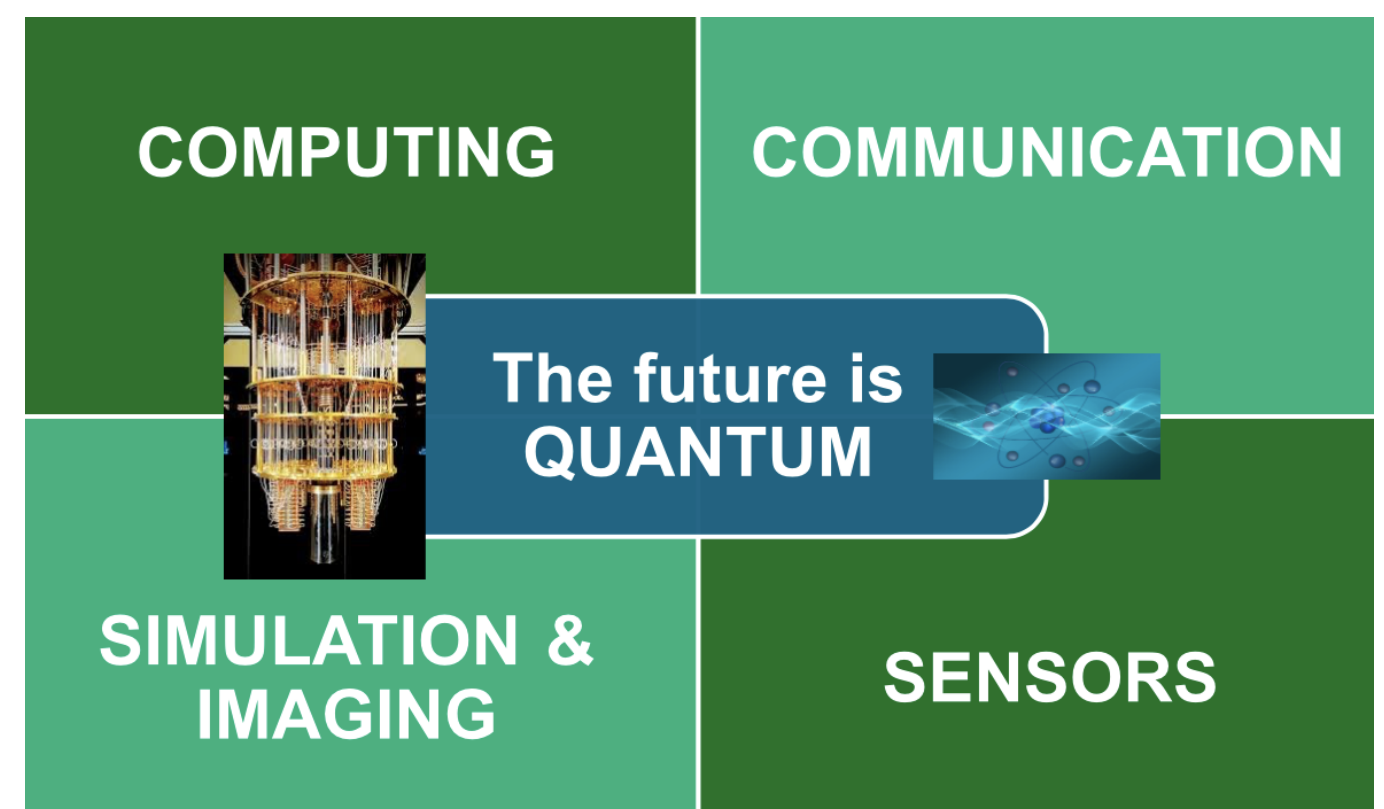 COMPUTING
COMMUNICATION
The future is
QUANTUM
SIMULATION &
IMAGING
SENSORS